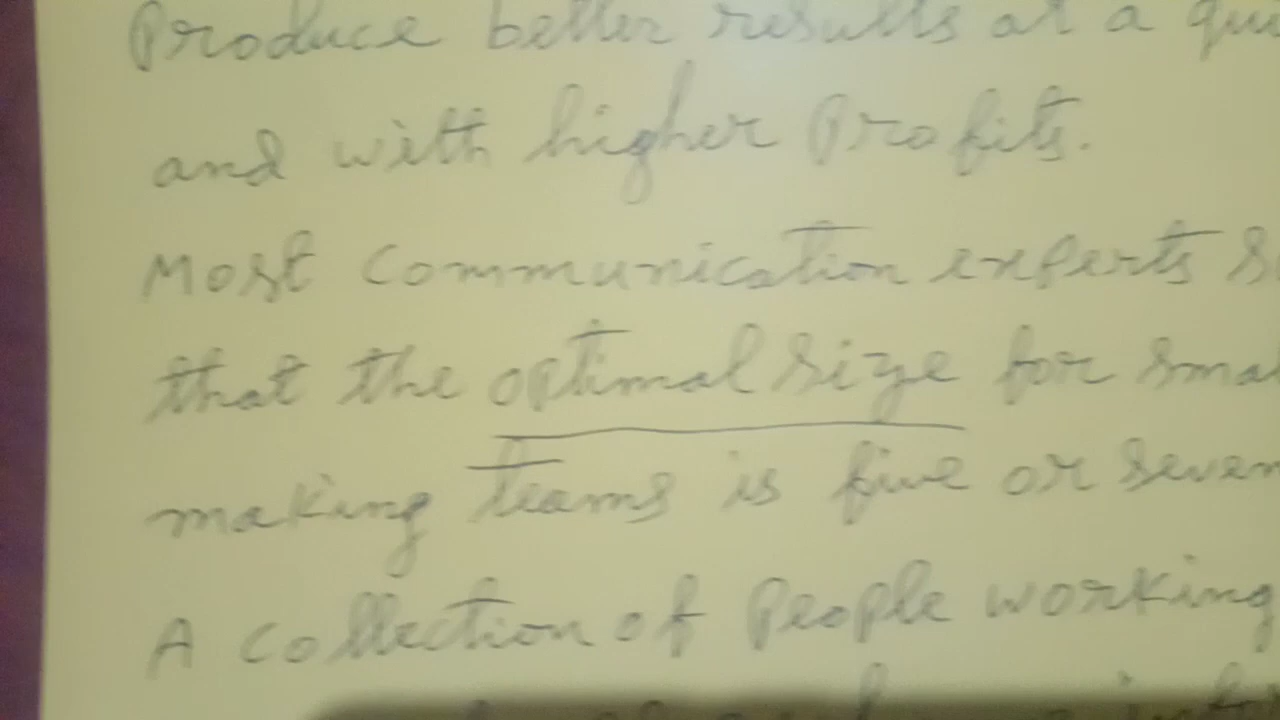 Produce better results at a
and with higher Profits.
Most Communication experts
that the optimal size for
making teams is five or seven
A Collection of People working